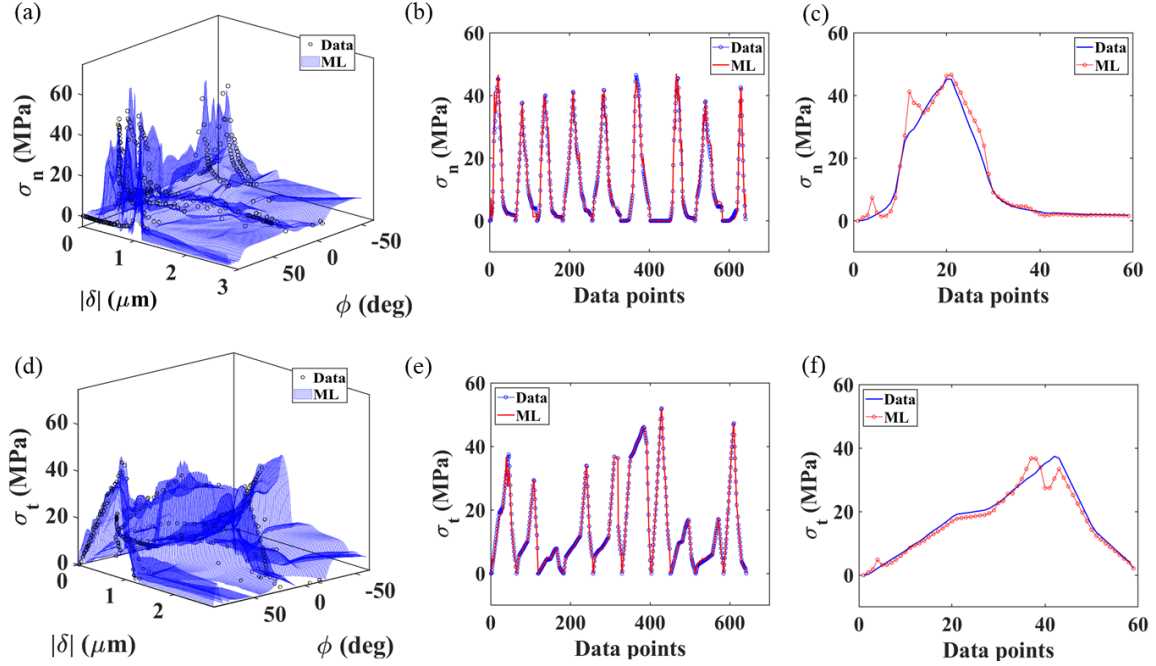 (a)
Data
ML
60
40
20
0
σn (MPa)
0
1
2
3
50
0
-50
|δ| (μm)
ϕ (deg)
(b)
60
40
20
0
σn (MPa)
Data
ML
0 200 400 600
Data points
(c)
60
40
20
0
σn (MPa)
Data
ML
0 20 40 60
Data points
(d)
Data
ML
60
40
20
0
σt (MPa)
0
1
2
50
0
-50
|δ| (μm)
ϕ (deg)
(e)
60
40
20
0
σt (MPa)
Data
ML
0 200 400 600
Data points
(f)
60
40
20
0
σt (MPa)
Data
ML
0 20 40 60
Data points